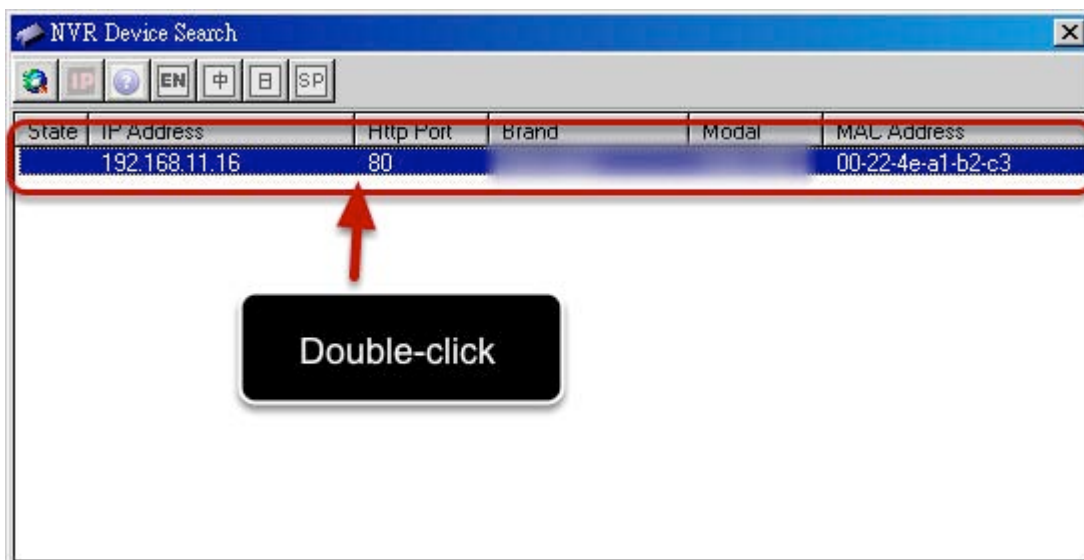 NVR Device Search
IP EN 中 日 SP
State IP Address Http Port Brand Modal MAC Address
192.168.11.16 80 00-22-4e-a1-b2-c3
Double-click